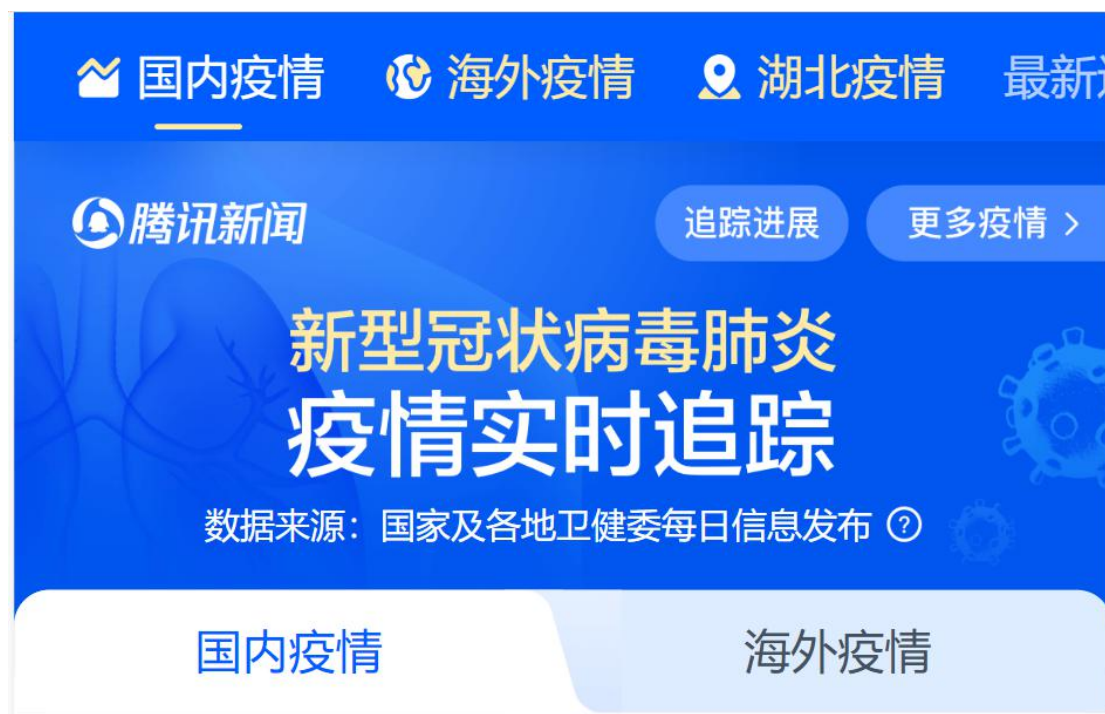 国内疫情 海外疫情 湖北疫情 最新
腾讯新闻 追踪进展 更多疫情 >
新型冠状病毒肺炎
疫情实时追踪
数据来源：国家及各地卫健委每日信息发布 ?
国内疫情 海外疫情